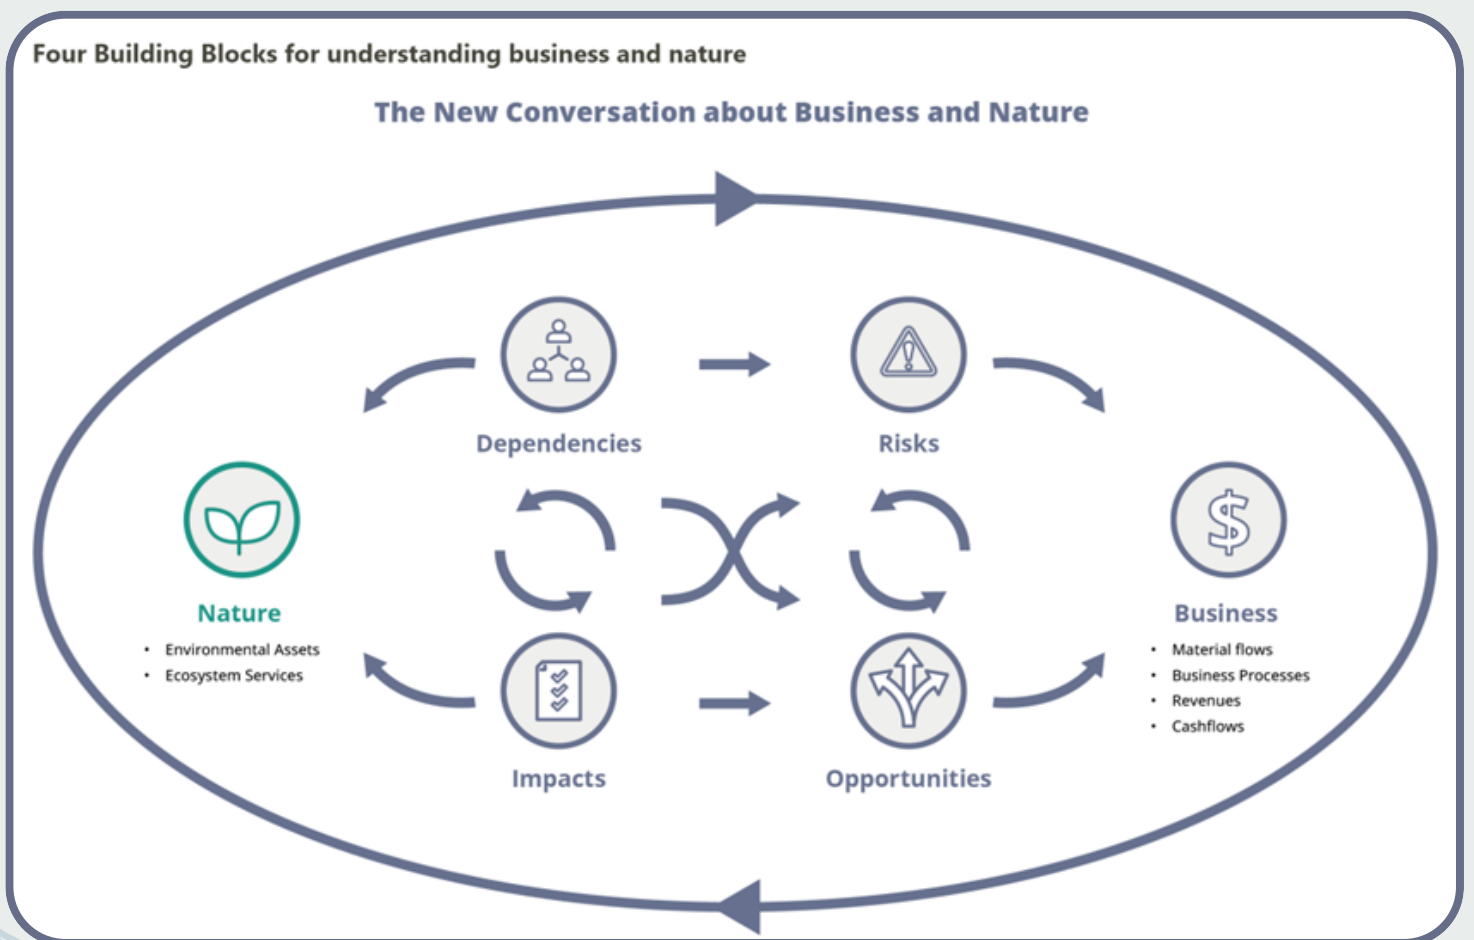 Four Building Blocks for understanding business and nature
The New Conversation about Business and Nature
Dependencies
Risks
Nature
• Environmental Assets
• Ecosystem Services
Business
• Material flows
• Business Processes
• Revenues
• Cashflows
Impacts
Opportunities